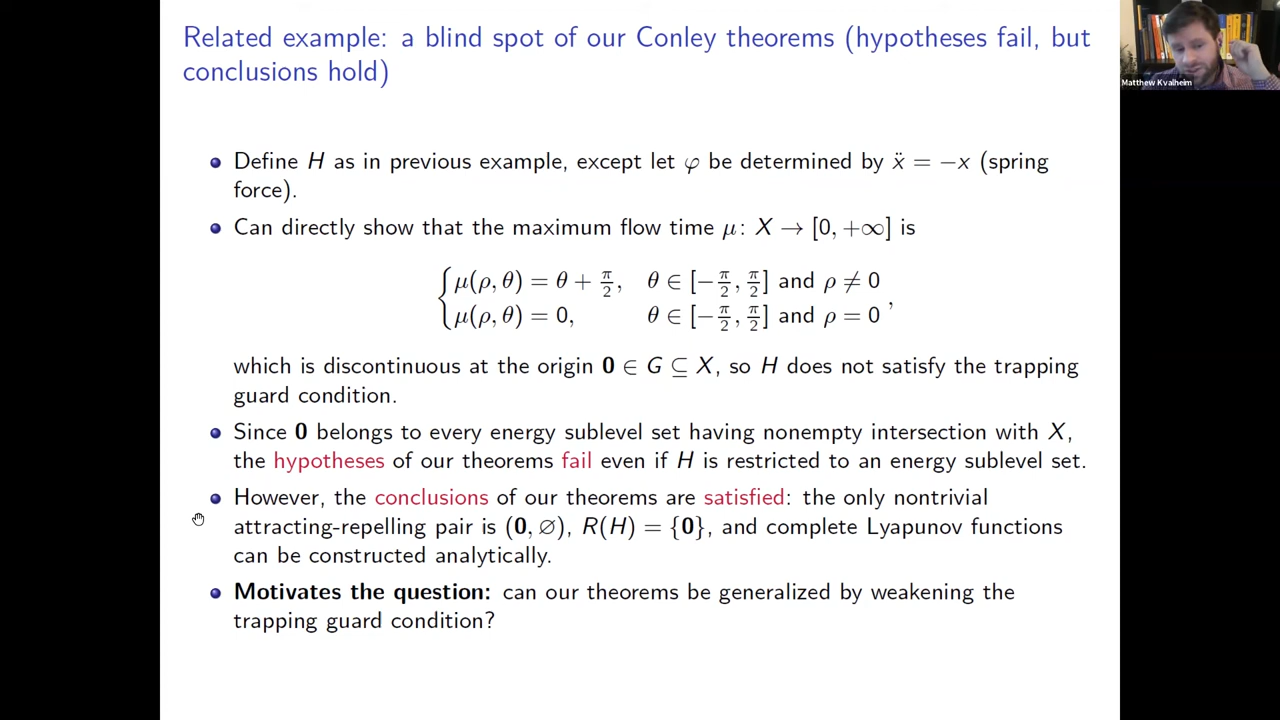 Related example: a blind spot of our Conley theorems (hypotheses fail, but
conclusions hold)
Matthew Kvalheim
Define H as in previous example, except let φ be determined by ẍ = −x (spring
force).
Can directly show that the maximum flow time μ: X → [0, +∞] is
μ(ρ, θ) = θ + π/2, θ ∈ [−π/2, π/2] and ρ ≠ 0
μ(ρ, θ) = 0, θ ∈ [−π/2, π/2] and ρ = 0 ,
which is discontinuous at the origin 0 ∈ G ⊆ X, so H does not satisfy the trapping
guard condition.
Since 0 belongs to every energy sublevel set having nonempty intersection with X,
the hypotheses of our theorems fail even if H is restricted to an energy sublevel set.
However, the conclusions of our theorems are satisfied: the only nontrivial
attracting-repelling pair is (0, ∅), R(H) = {0}, and complete Lyapunov functions
can be constructed analytically.
Motivates the question: can our theorems be generalized by weakening the
trapping guard condition?